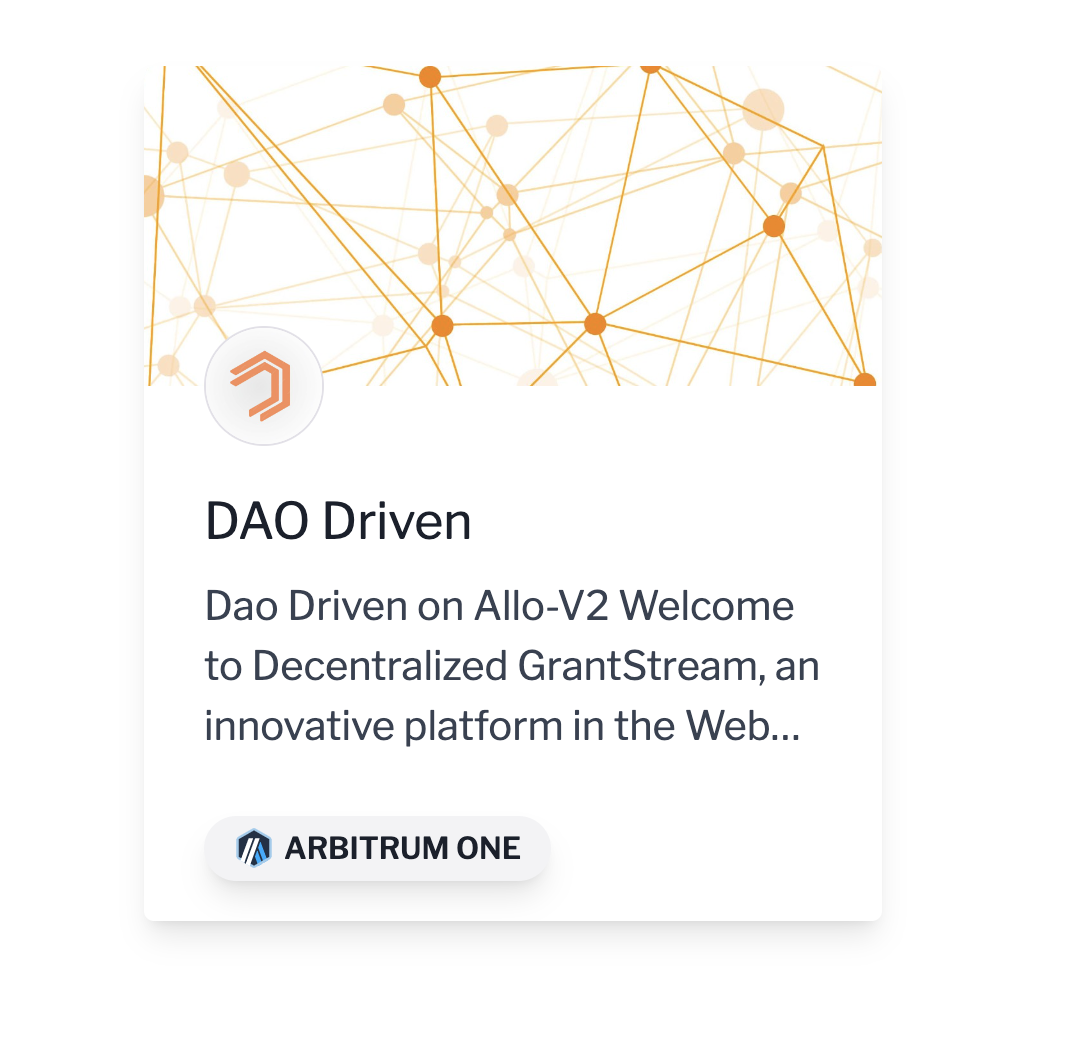 DAO Driven
Dao Driven on Allo-V2 Welcome
to Decentralized GrantStream, an
innovative platform in the Web...
ARBITRUM ONE